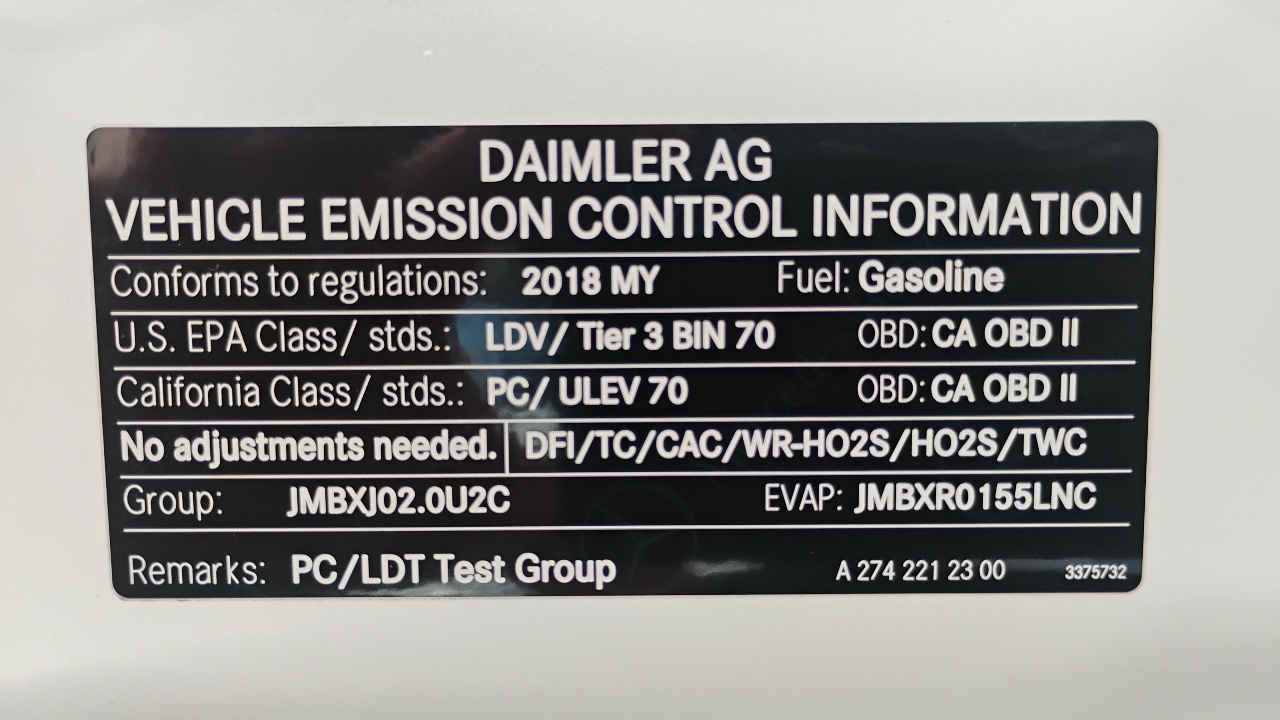 DAIMLER AG
VEHICLE EMISSION CONTROL INFORMATION
Conforms to regulations: 2018 MY Fuel: Gasoline
U.S. EPA Class/ stds.: LDV/ Tier 3 BIN 70 OBD: CA OBD II
California Class/ stds.: PC/ ULEV 70 OBD: CA OBD II
No adjustments needed. DFI/TC/CAC/WR-HO2S/HO2S/TWC
Group: JMBXJ02.0U2C EVAP: JMBXR0155LNC
Remarks: PC/LDT Test Group A 274 221 23 00 3375732